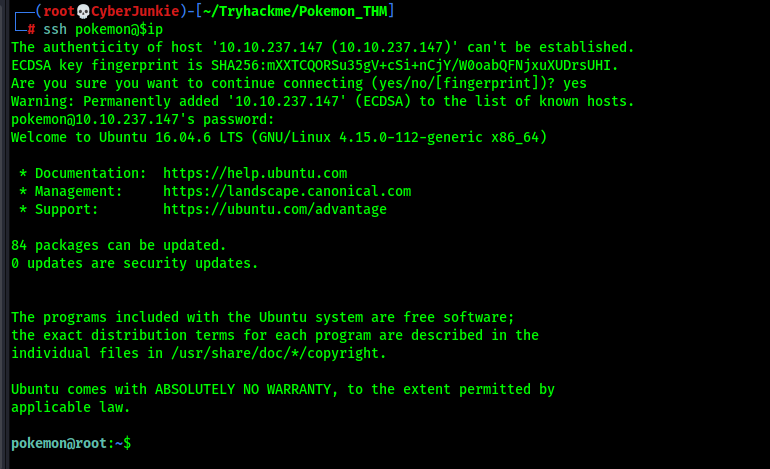 ┌──(root💀CyberJunkie)-[~/Tryhackme/Pokemon_THM]
└─# ssh pokemon@$ip
The authenticity of host '10.10.237.147 (10.10.237.147)' can't be established.
ECDSA key fingerprint is SHA256:mXXTCQORSu35gV+cSi+nCjY/W0oabQFNjxuXUDrsUHI.
Are you sure you want to continue connecting (yes/no/[fingerprint])? yes
Warning: Permanently added '10.10.237.147' (ECDSA) to the list of known hosts.
pokemon@10.10.237.147's password:
Welcome to Ubuntu 16.04.6 LTS (GNU/Linux 4.15.0-112-generic x86_64)
* Documentation:  https://help.ubuntu.com
* Management:     https://landscape.canonical.com
* Support:        https://ubuntu.com/advantage
84 packages can be updated.
0 updates are security updates.
The programs included with the Ubuntu system are free software;
the exact distribution terms for each program are described in the
individual files in /usr/share/doc/*/copyright.
Ubuntu comes with ABSOLUTELY NO WARRANTY, to the extent permitted by
applicable law.
pokemon@root:~$